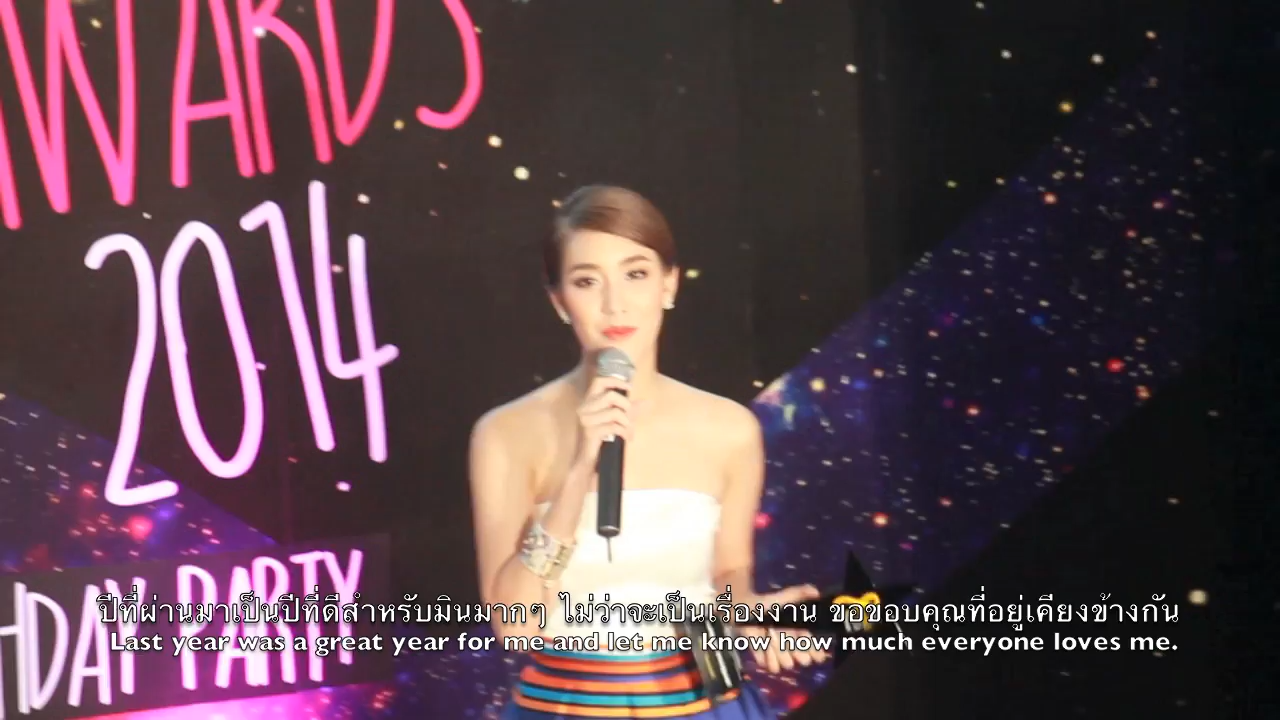 AWARDS
2014
HDAY PARTY
ปีที่ผ่านมาเป็นปีที่ดีสำหรับมินมากๆ ไม่ว่าจะเป็นเรื่องงาน ขอขอบคุณที่อยู่เคียงข้างกัน
Last year was a great year for me and let me know how much everyone loves me.